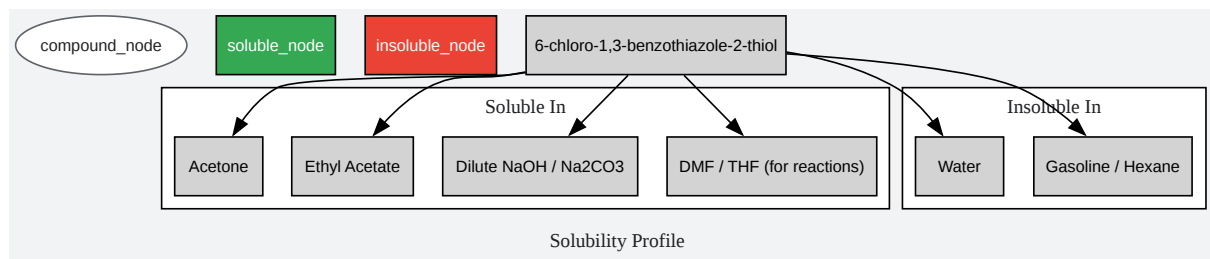 compound_node
soluble_node
insoluble_node
6-chloro-1,3-benzothiazole-2-thiol
Soluble In
Insoluble In
Acetone
Ethyl Acetate
Dilute NaOH / Na2CO3
DMF / THF (for reactions)
Water
Gasoline / Hexane
Solubility Profile